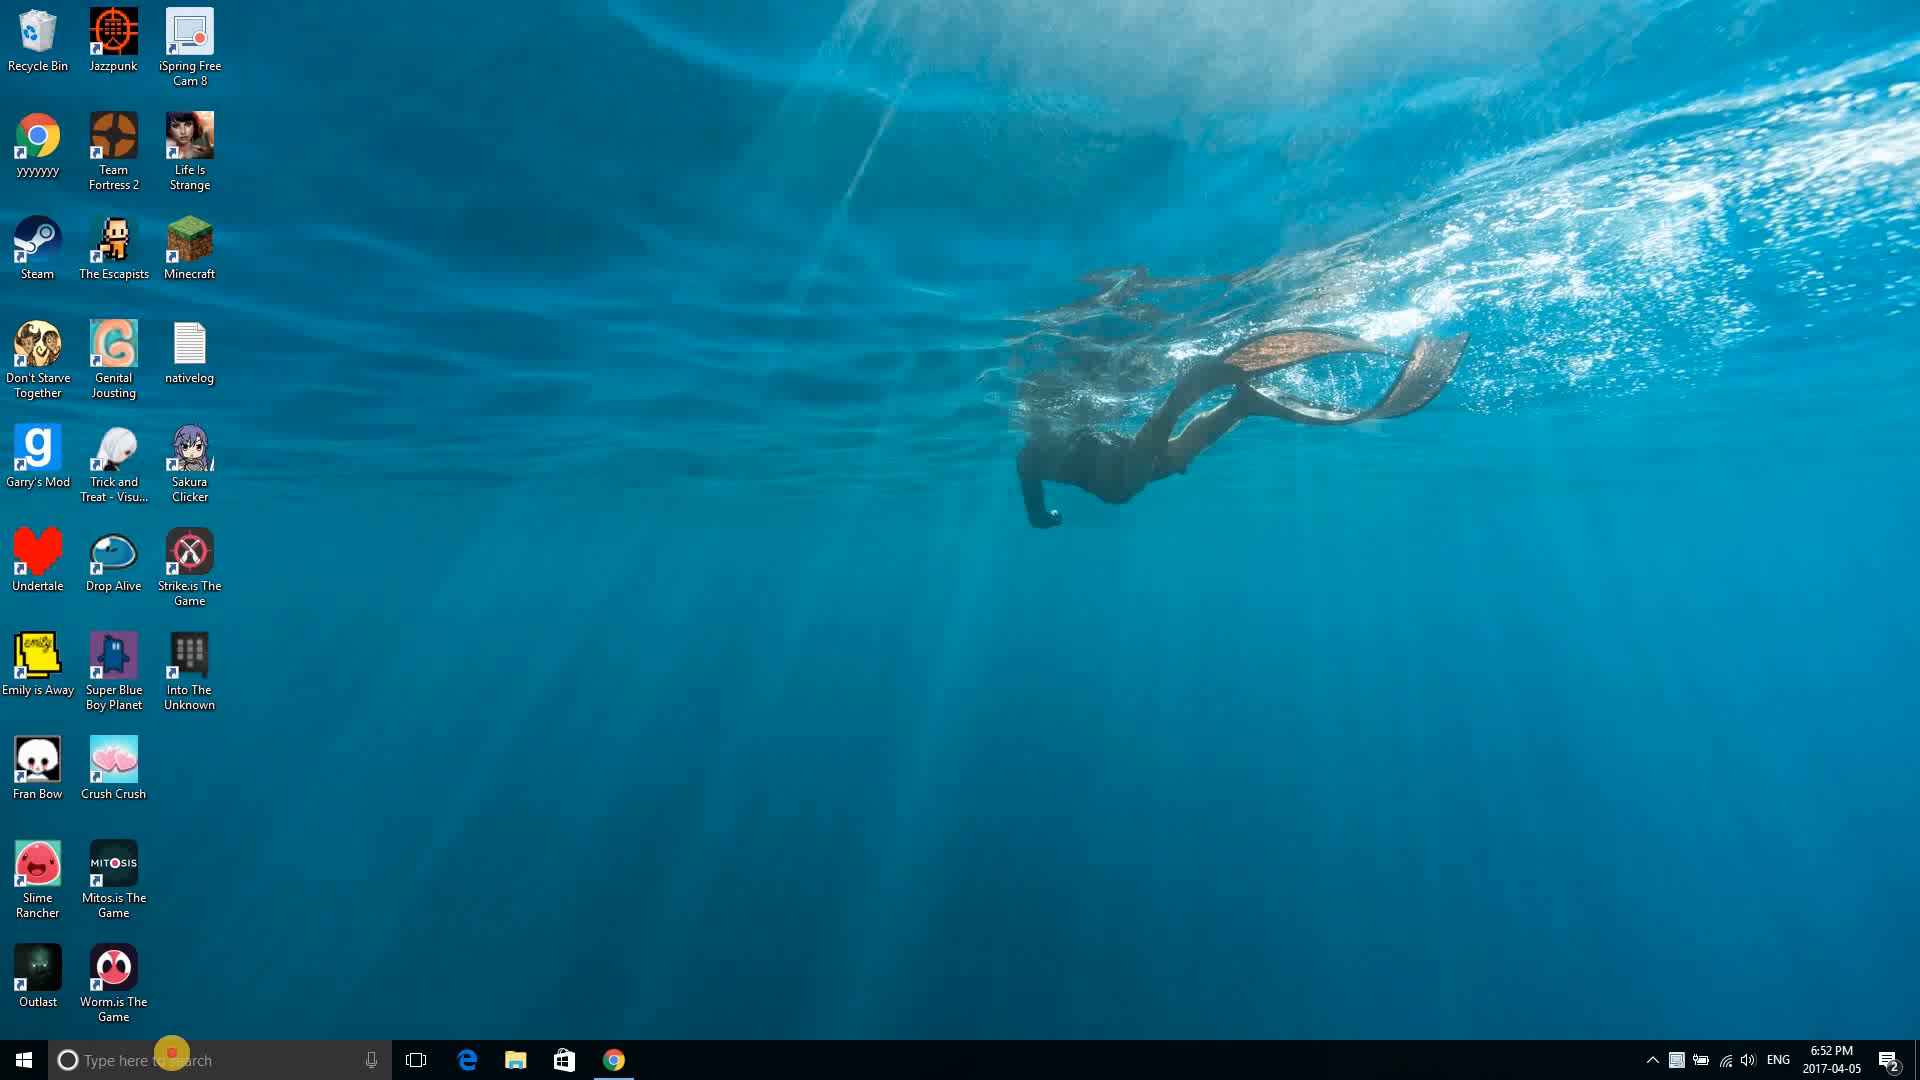 Recycle Bin
Jazzpunk
iSpring Free
Cam 8
yyyyyyy
Team
Fortress 2
Life Is
Strange
Steam
The Escapists
Minecraft
Don't Starve
Together
Genital
Jousting
nativelog
g
Garry's Mod
Trick and
Treat - Visu...
Sakura
Clicker
Undertale
Drop Alive
Strike.is The
Game
emily
Emily is Away
Super Blue
Boy Planet
Into The
Unknown
Fran Bow
Crush Crush
Slime
Rancher
MITOSIS
Mitos.is The
Game
Outlast
Worm.is The
Game
Type here to search
ENG
6:52 PM
2017-04-05
2